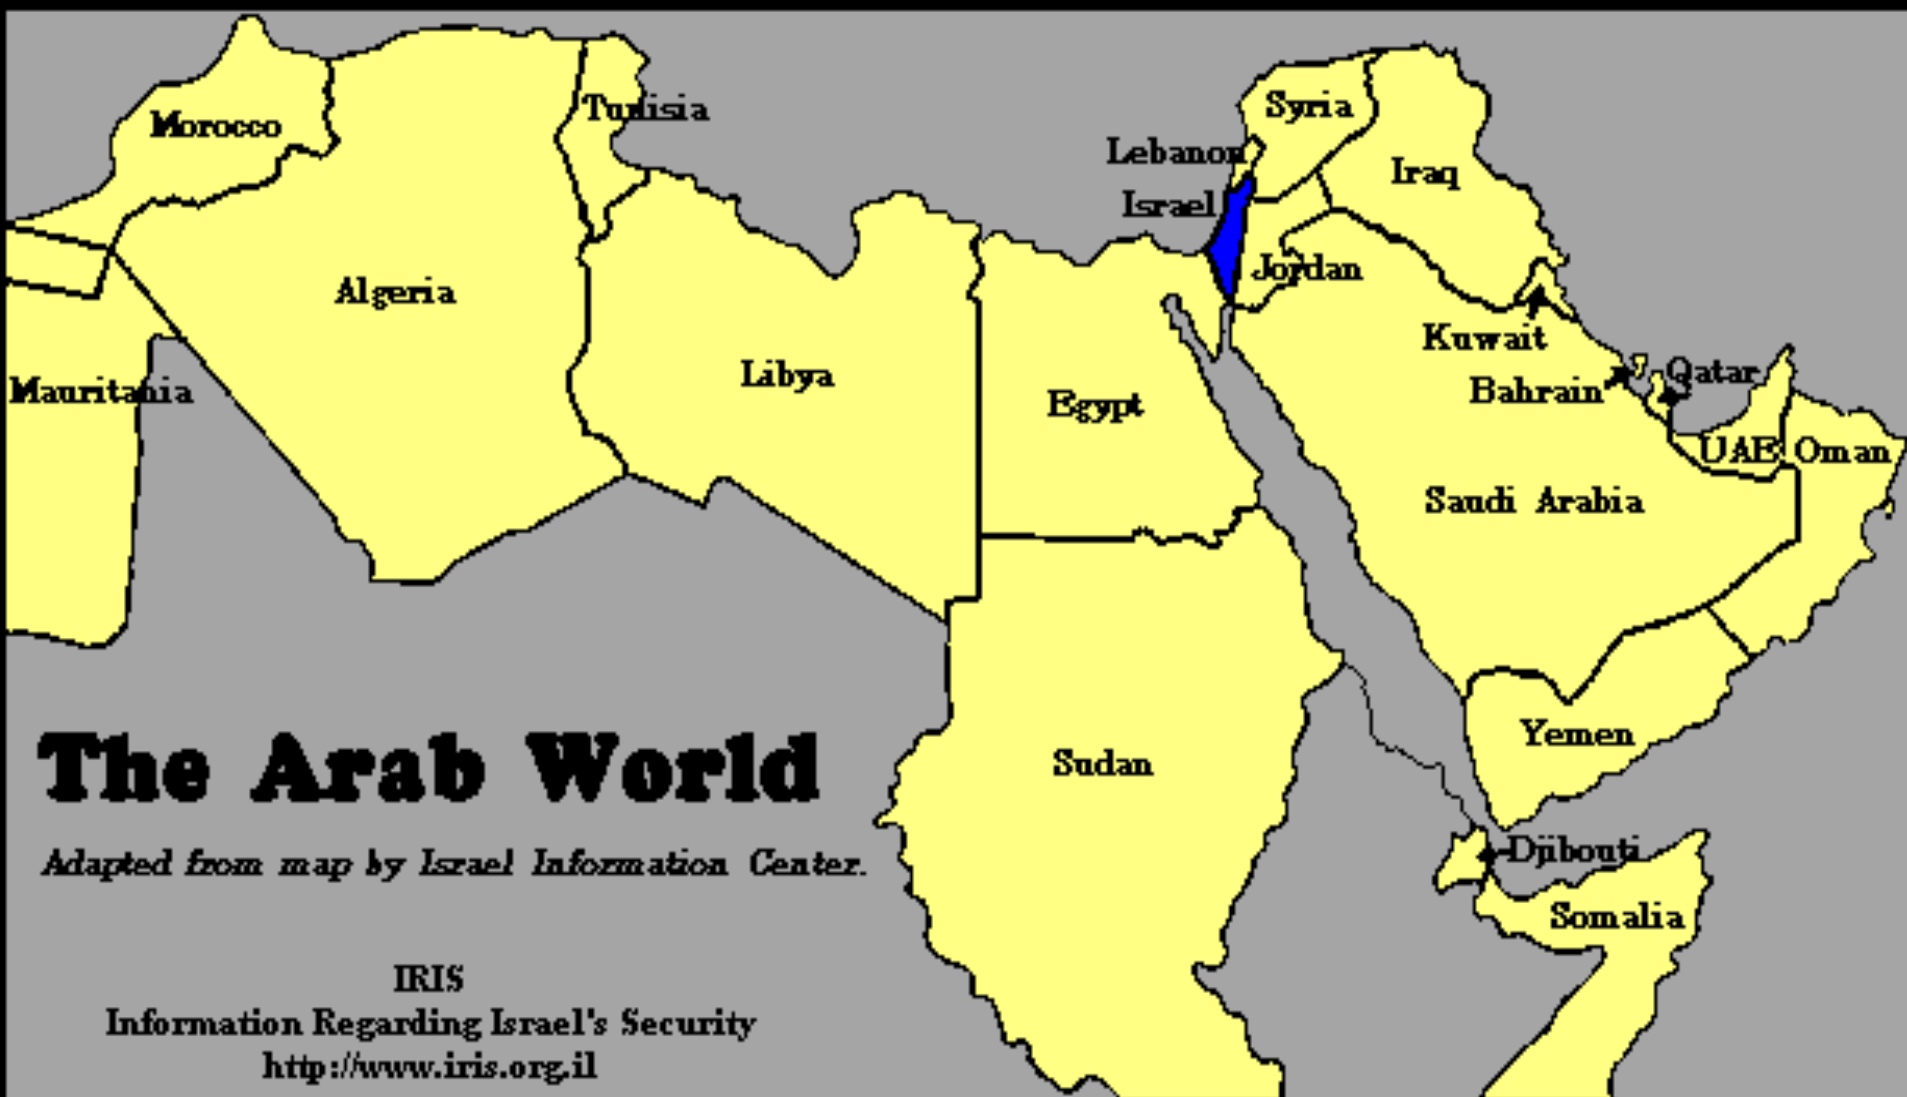 Morocco
Tunisia
Syria
Lebanon
Iraq
Israel
Jordan
Algeria
Kuwait
Libya
Qatar
Mauritania
Bahrain
Egypt
UAE
Oman
Saudi Arabia
Yemen
Sudan
The Arab World
Djibouti
Adapted from map by Israel Information Center.
Somalia
IRIS
Information Regarding Israel's Security
http://www.iris.org.il